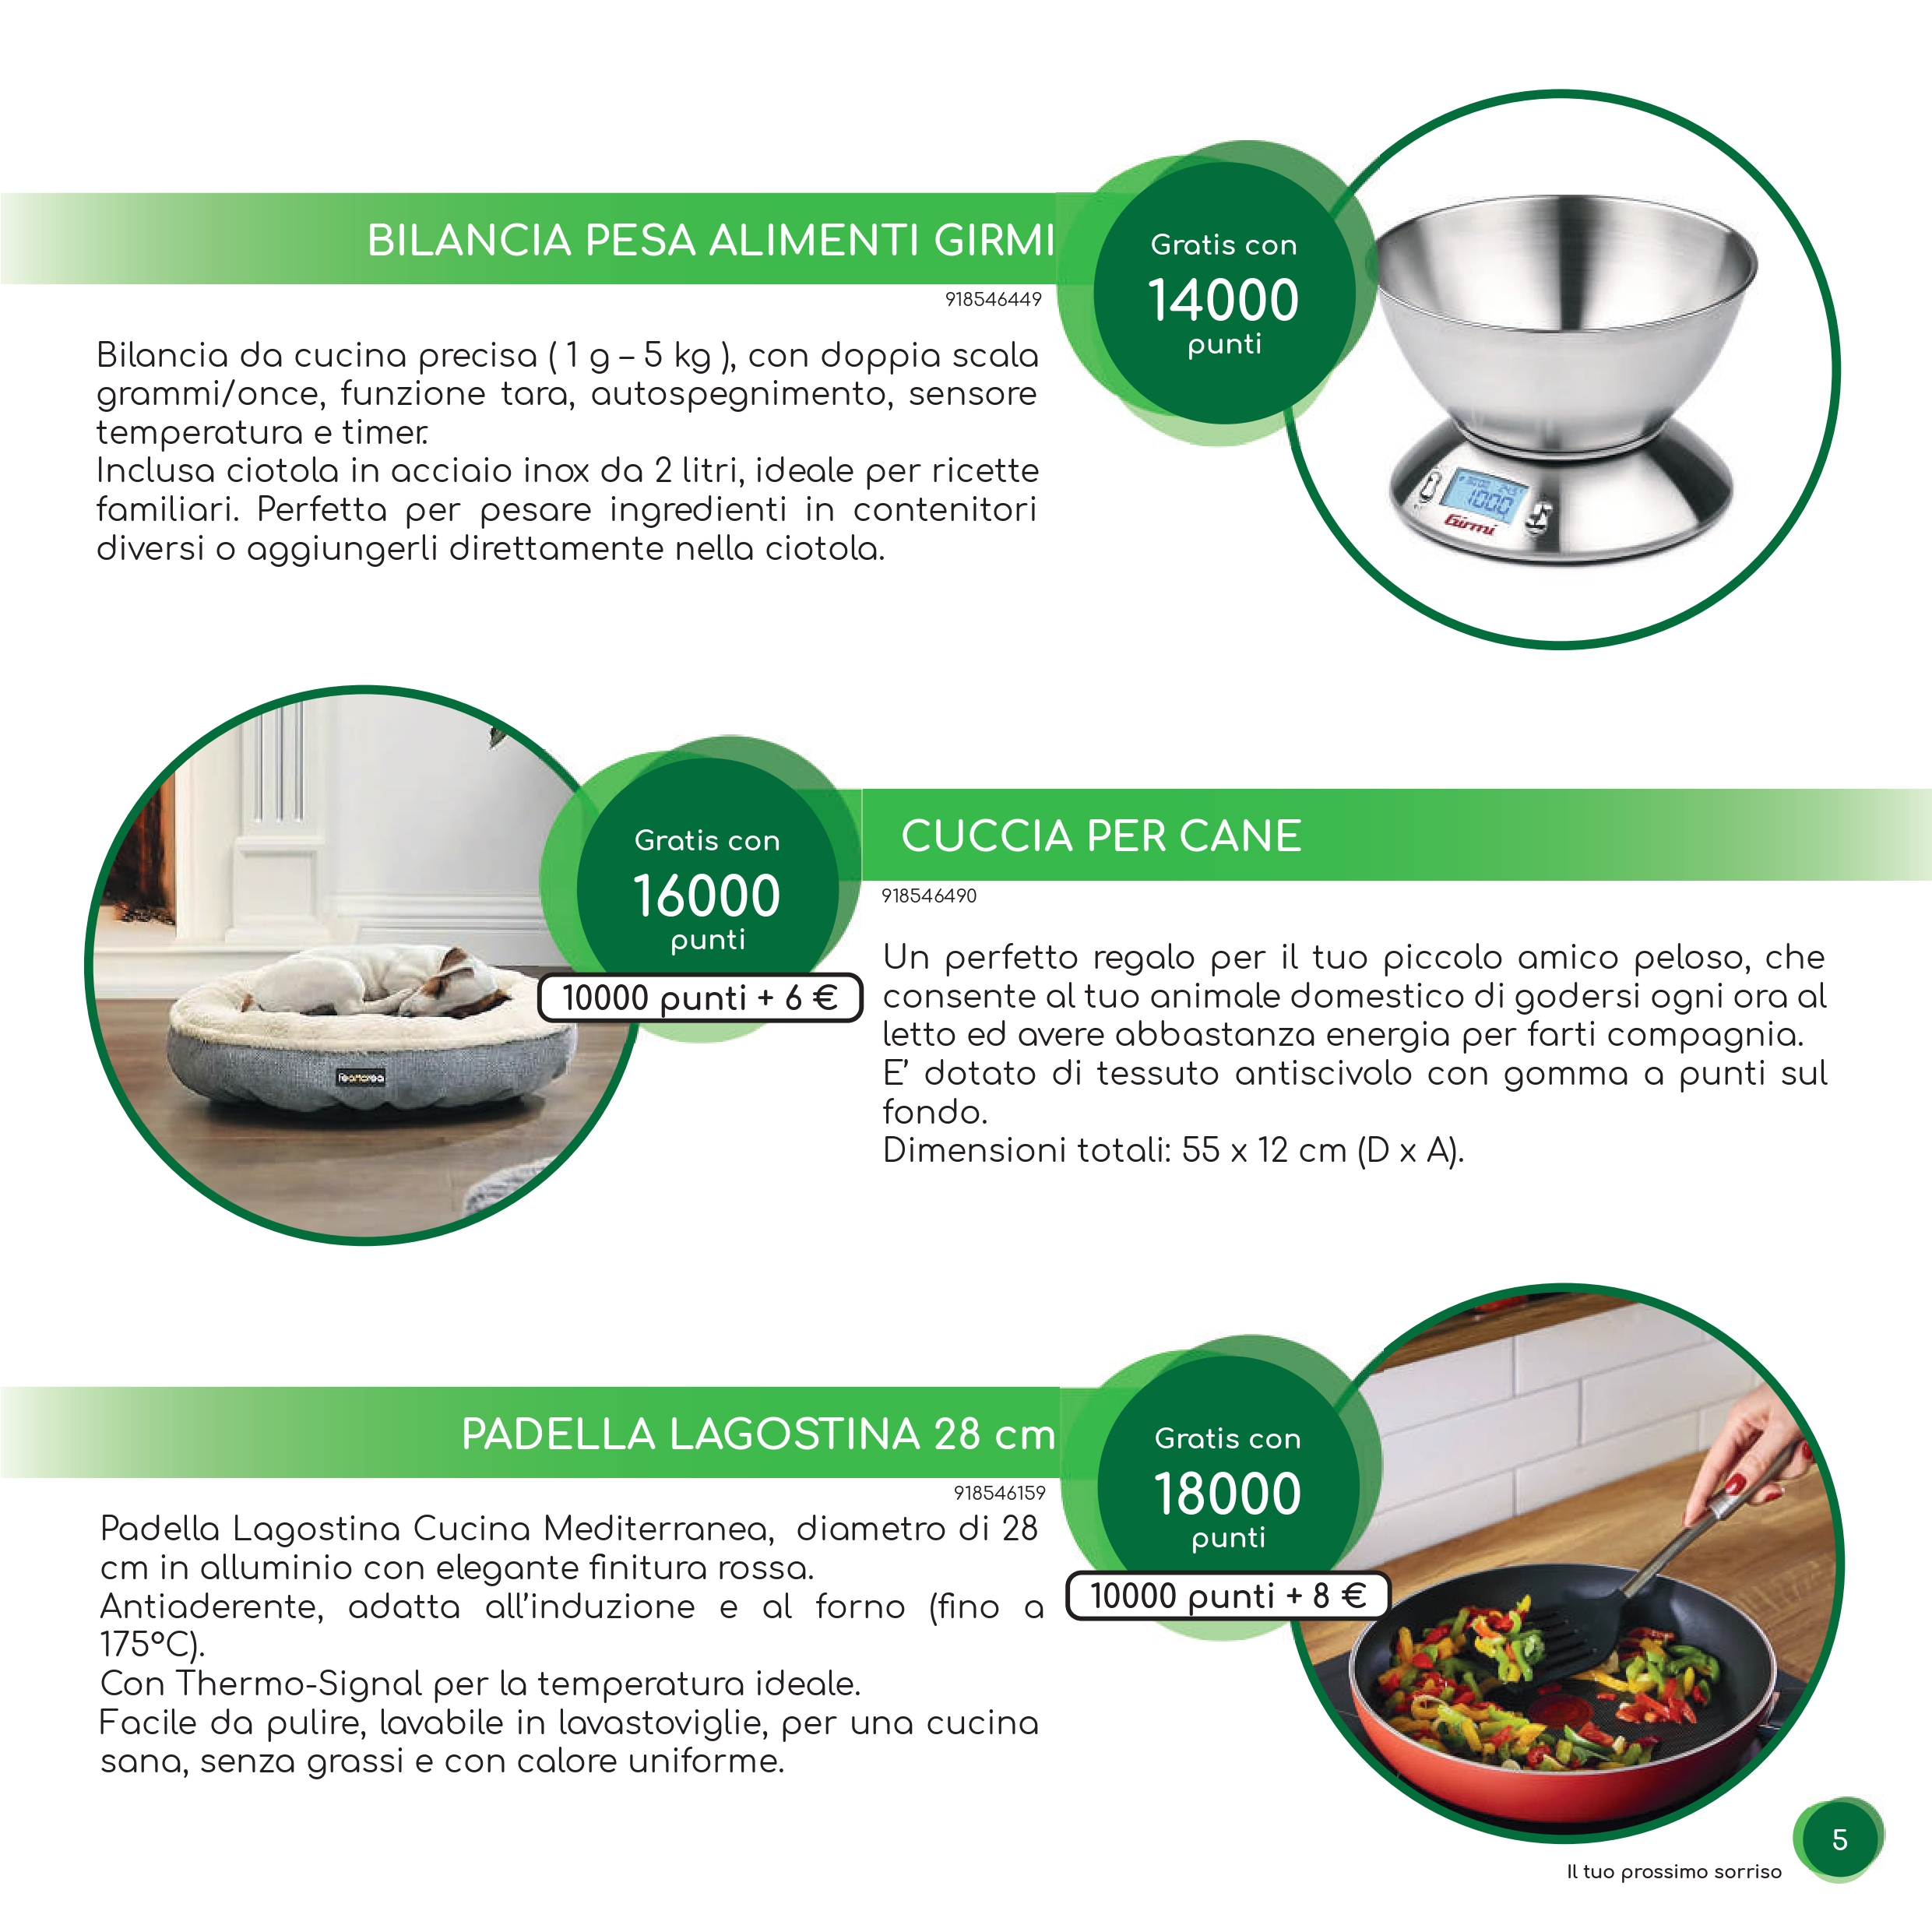 BILANCIA PESA ALIMENTI GIRMI
918546449
Gratis con
14000
punti
Bilancia da cucina precisa ( 1 g – 5 kg ), con doppia scala
grammi/once, funzione tara, autospegnimento, sensore
temperatura e timer.
Inclusa ciotola in acciaio inox da 2 litri, ideale per ricette
familiari. Perfetta per pesare ingredienti in contenitori
diversi o aggiungerli direttamente nella ciotola.
1000
Girmi
Gratis con
16000
punti
10000 punti + 6 €
CUCCIA PER CANE
918546490
Un perfetto regalo per il tuo piccolo amico peloso, che
consente al tuo animale domestico di godersi ogni ora al
letto ed avere abbastanza energia per farti compagnia.
E’ dotato di tessuto antiscivolo con gomma a punti sul
fondo.
Dimensioni totali: 55 x 12 cm (D x A).
PADELLA LAGOSTINA 28 cm
918546159
Gratis con
18000
punti
10000 punti + 8 €
Padella Lagostina Cucina Mediterranea, diametro di 28
cm in alluminio con elegante finitura rossa.
Antiaderente, adatta all’induzione e al forno (fino a
175°C).
Con Thermo-Signal per la temperatura ideale.
Facile da pulire, lavabile in lavastoviglie, per una cucina
sana, senza grassi e con calore uniforme.
5
Il tuo prossimo sorriso